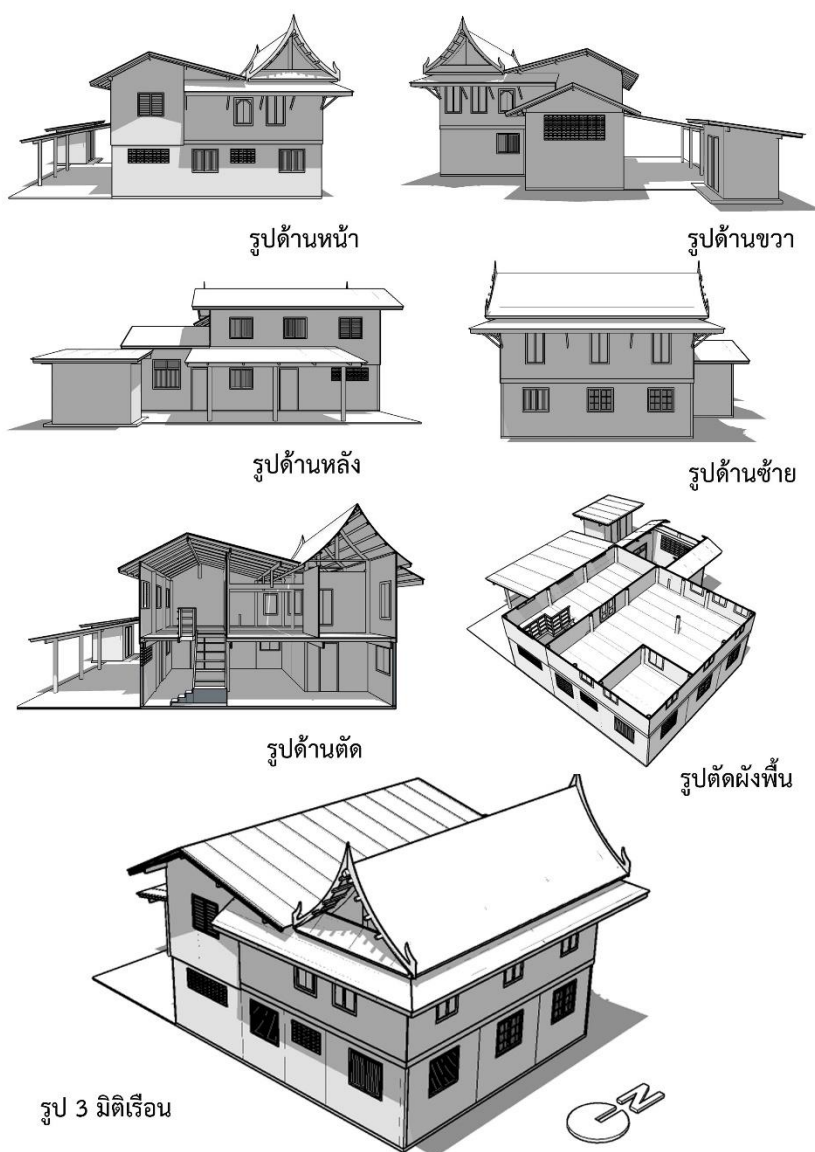 รูปด้านหน้า
รูปด้านขวา
รูปด้านหลัง
รูปด้านซ้าย
รูปด้านตัด
รูปตัดผังพื้น
รูป 3 มิติเรือน
N